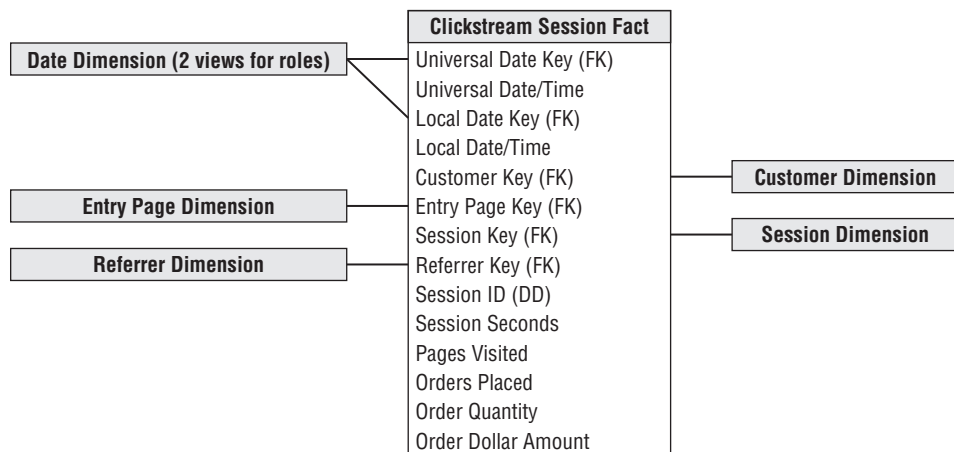 Clickstream Session Fact
Date Dimension (2 views for roles)
Universal Date Key (FK)
Universal Date/Time
Local Date Key (FK)
Local Date/Time
Customer Key (FK)
Customer Dimension
Entry Page Dimension
Entry Page Key (FK)
Session Key (FK)
Session Dimension
Referrer Dimension
Referrer Key (FK)
Session ID (DD)
Session Seconds
Pages Visited
Orders Placed
Order Quantity
Order Dollar Amount